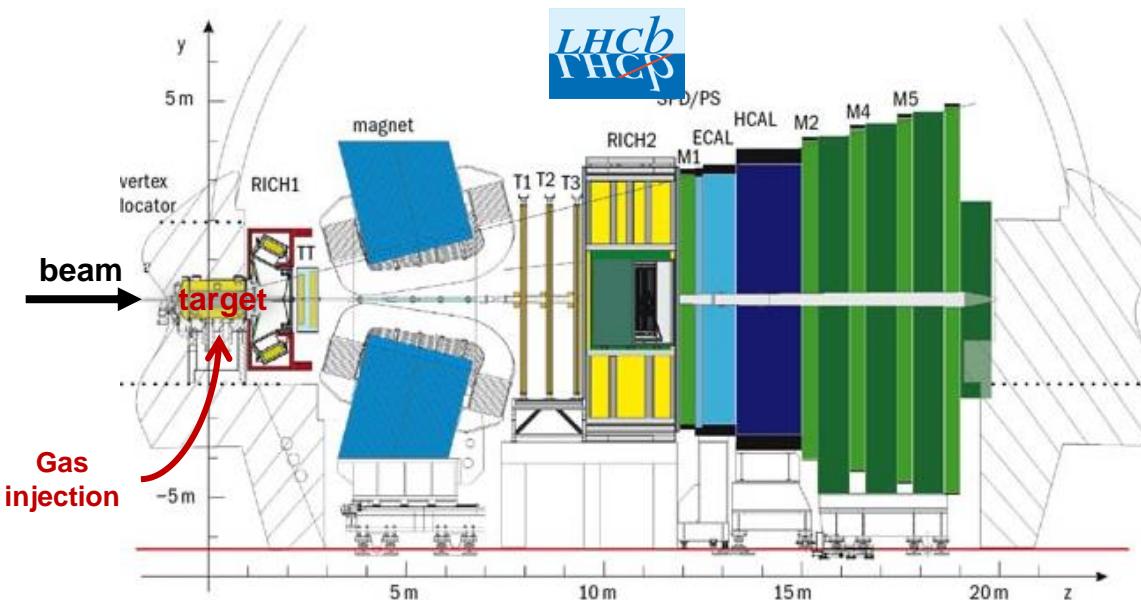 LHCb
LHCb
y
5 m
SPD/PS
magnet
HCAL
M2
M4
M5
ECAL
RICH2
M1
vertex
locator
RICH1
T1
T2
T3
TT
beam
target
Gas
injection
−5 m
5 m
10 m
15 m
20 m
z